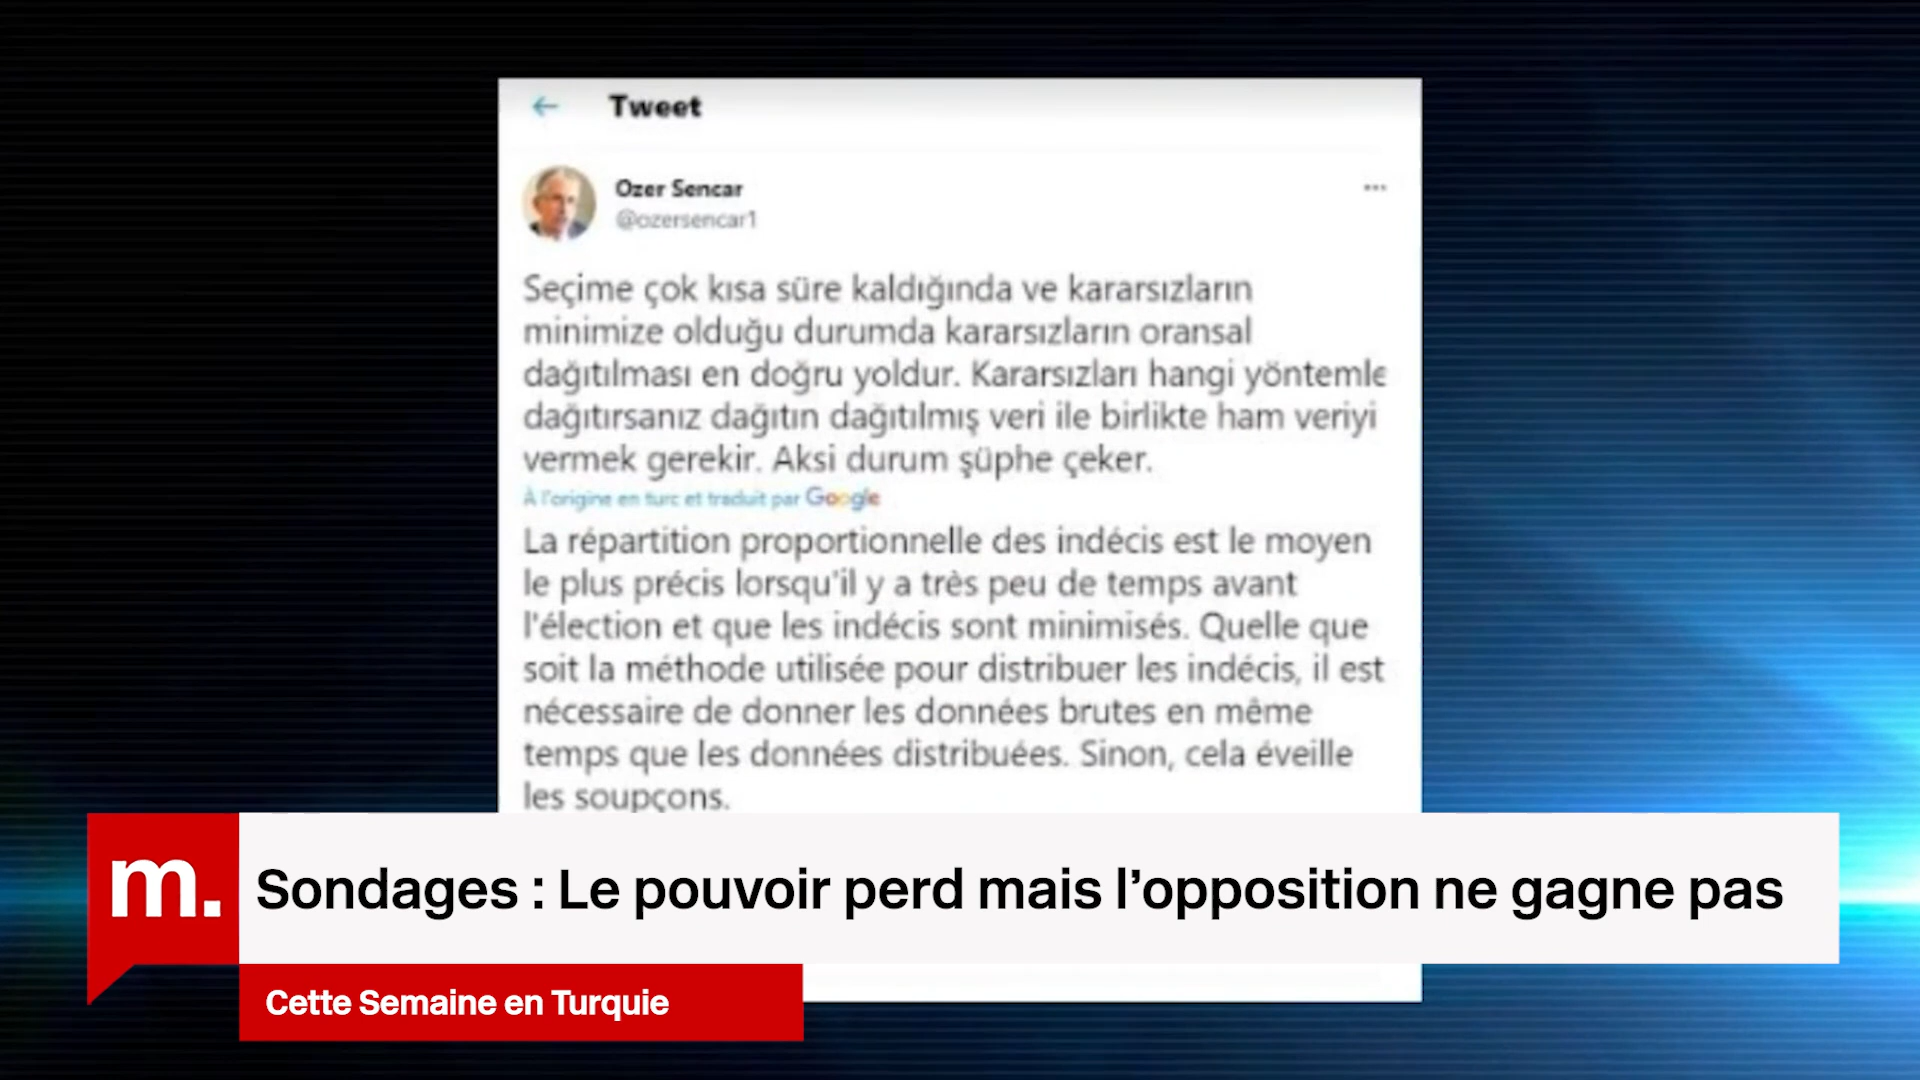 Tweet
Ozer Sencar
@ozersencar1
Seçime çok kısa süre kaldığında ve kararsızların
minimize olduğu durumda kararsızların oransal
dağıtılması en doğru yoldur. Kararsızları hangi yöntemle
dağıtırsanız dağıtın dağıtılmış veri ile birlikte ham veriyi
vermek gerekir. Aksi durum şüphe çeker.
À l'origine en turc et traduit par Google
La répartition proportionnelle des indécis est le moyen
le plus précis lorsqu'il y a très peu de temps avant
l'élection et que les indécis sont minimisés. Quelle que
soit la méthode utilisée pour distribuer les indécis, il est
nécessaire de donner les données brutes en même
temps que les données distribuées. Sinon, cela éveille
les soupçons.
m.
Sondages : Le pouvoir perd mais l’opposition ne gagne pas
Cette Semaine en Turquie